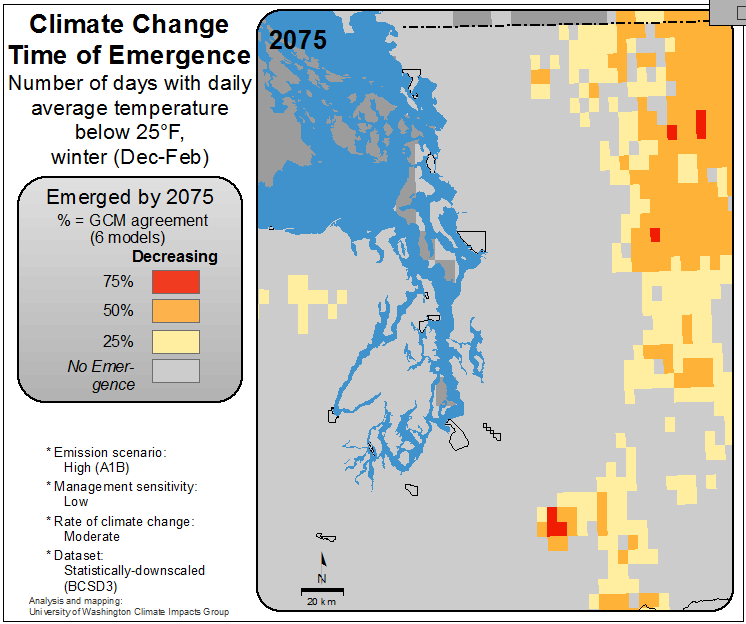 Climate Change
Time of Emergence
Number of days with daily
average temperature
below 25°F,
winter (Dec-Feb)
Emerged by 2075
% = GCM agreement
(6 models)
Decreasing
75%
50%
25%
No Emer-
gence
* Emission scenario:
High (A1B)
* Management sensitivity:
Low
* Rate of climate change:
Moderate
* Dataset:
Statistically-downscaled
(BCSD3)
Analysis and mapping:
University of Washington Climate Impacts Group
2075
N
20 km